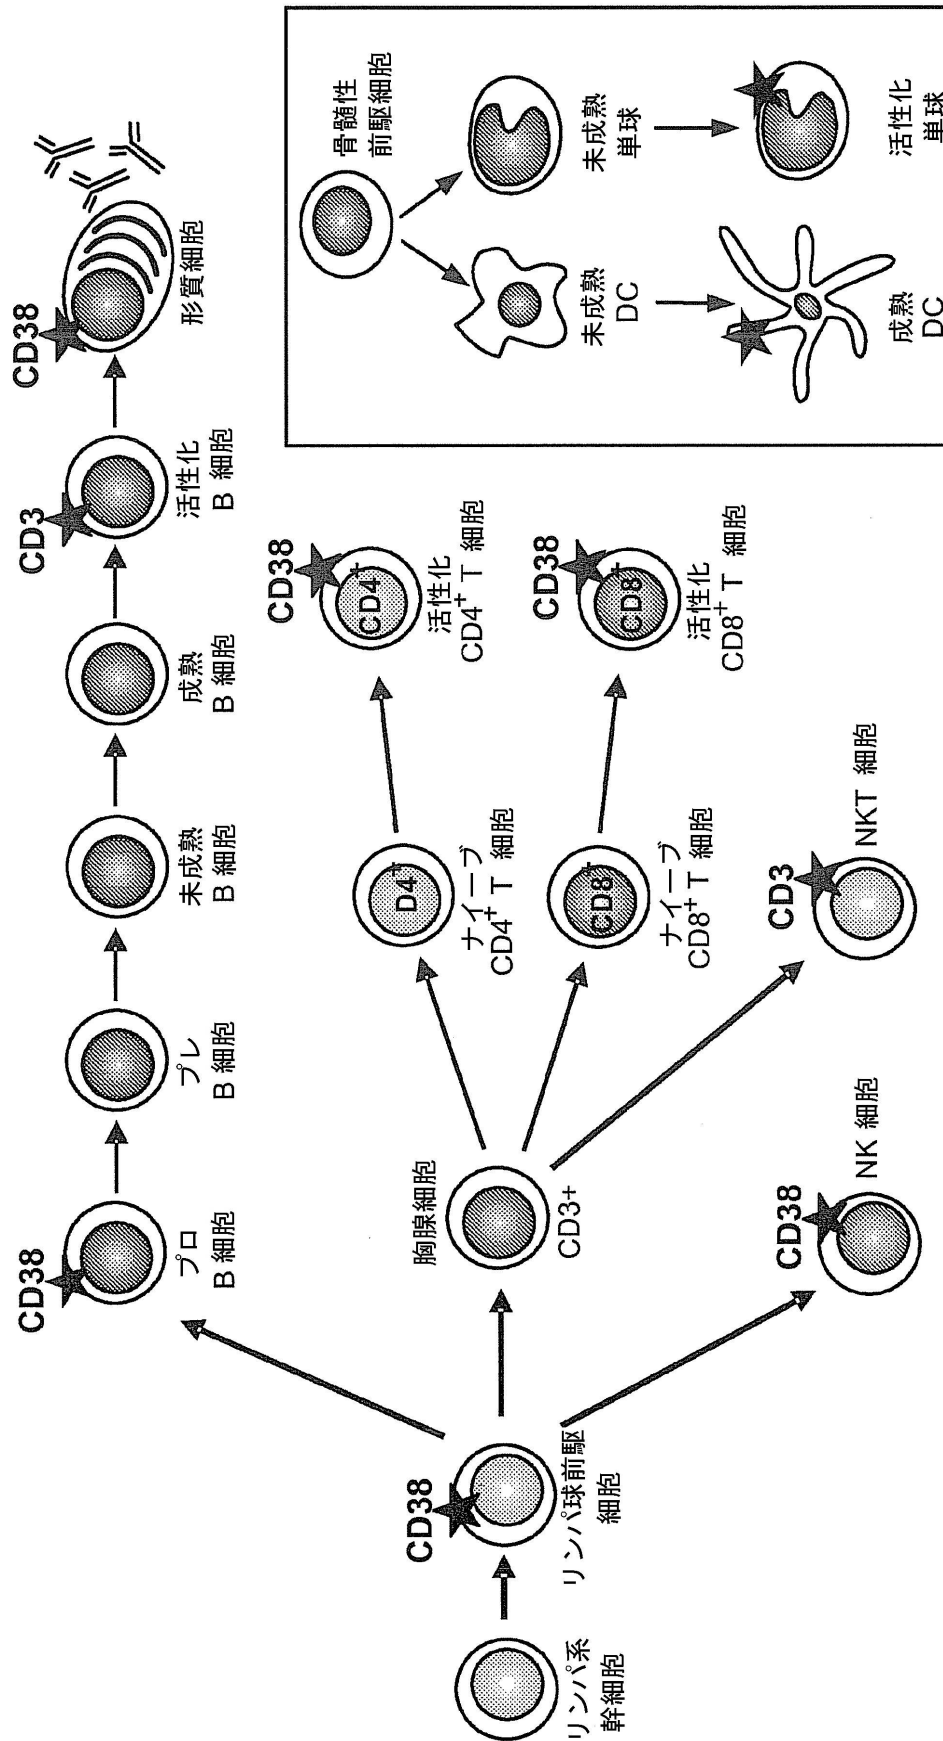 CD38
プロ
B 細胞
プレ
B 細胞
未成熟
B 細胞
成熟
B 細胞
CD3
活性化
B 細胞
CD38
形質細胞
リンパ系
幹細胞
CD38
リンパ球前駆
細胞
胸腺細胞
CD3+
D4+
ナイーブ
CD4+ T 細胞
CD38
CD4+
活性化
CD4+ T 細胞
CD8+
ナイーブ
CD8+ T 細胞
CD38
CD8+
活性化
CD8+ T 細胞
CD38
NK 細胞
CD3
NKT 細胞
骨髄性
前駆細胞
未成熟
DC
未成熟
単球
成熟
DC
活性化
単球